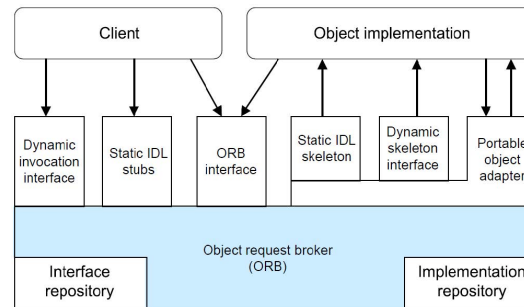 Client
Object implementation
Dynamic
invocation
interface
Static IDL
stubs
ORB
interface
Static IDL
skeleton
Dynamic
skeleton
interface
Portable
object
adapter
Object request broker
(ORB)
Interface
repository
Implementation
repository